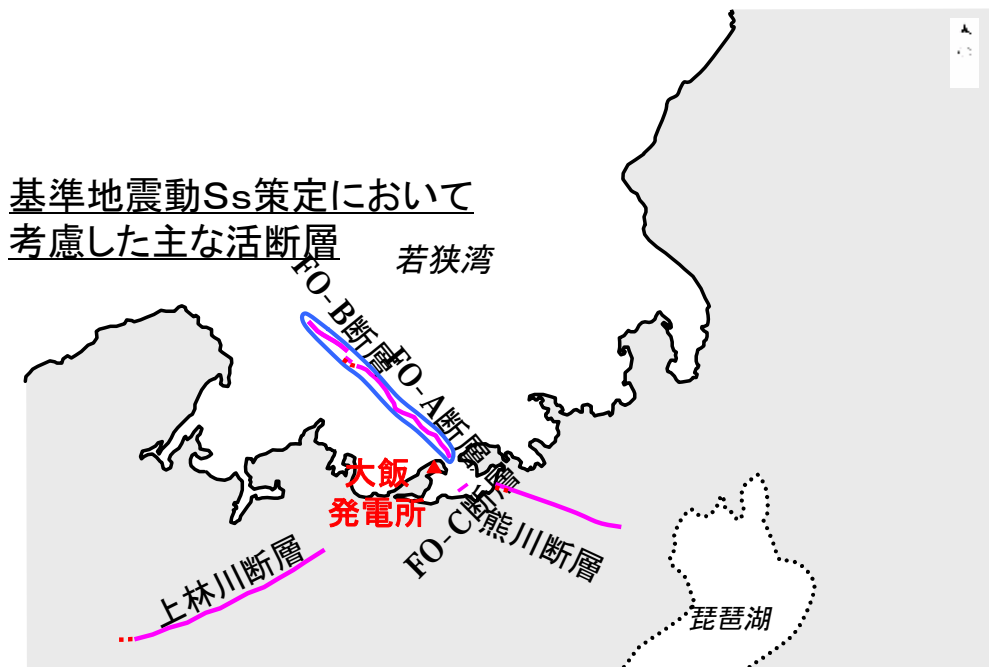 基準地震動Ss策定において
考慮した主な活断層
若狭湾
FO-B断層
FO-A断層
大飯
発電所
FO-C断層
熊川断層
上林川断層
琵琶湖